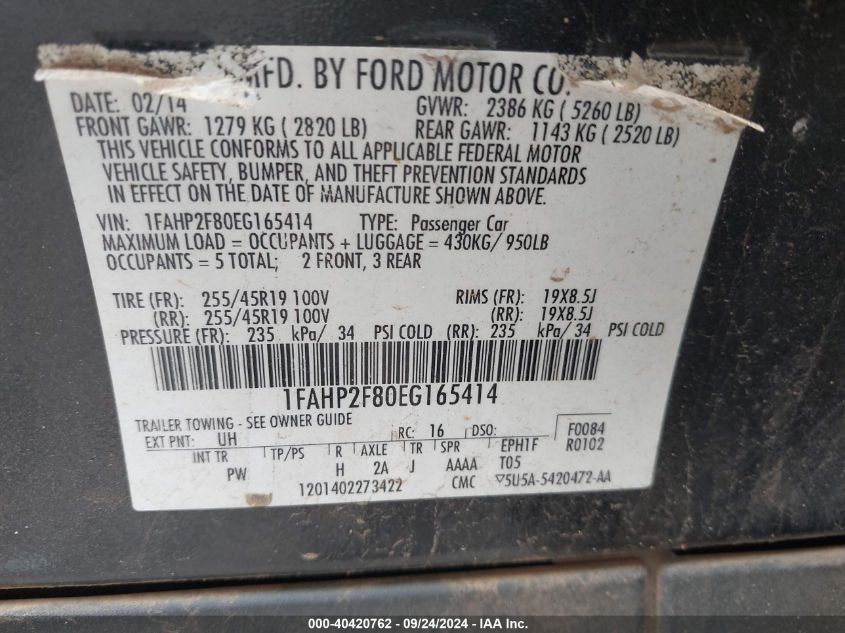 MFD. BY FORD MOTOR CO.
DATE: 02/14 GVWR: 2386 KG ( 5260 LB)
FRONT GAWR: 1279 KG ( 2820 LB) REAR GAWR: 1143 KG ( 2520 LB)
THIS VEHICLE CONFORMS TO ALL APPLICABLE FEDERAL MOTOR
VEHICLE SAFETY, BUMPER, AND THEFT PREVENTION STANDARDS
IN EFFECT ON THE DATE OF MANUFACTURE SHOWN ABOVE.
VIN: 1FAHP2F80EG165414 TYPE: Passenger Car
MAXIMUM LOAD = OCCUPANTS + LUGGAGE = 430KG/ 950LB
OCCUPANTS = 5 TOTAL; 2 FRONT, 3 REAR
TIRE (FR): 255/45R19 100V RIMS (FR): 19X8.5J
(RR): 255/45R19 100V (RR): 19X8.5J
PRESSURE (FR): 235 kPa/ 34 PSI COLD (RR): 235 kPa/ 34 PSI COLD
1FAHP2F80EG165414
TRAILER TOWING - SEE OWNER GUIDE
EXT PNT: UH RC: 16 DSO: F0084
INT TR TP/PS R AXLE TR SPR EPH1F R0102
PW H 2A J AAAA T05
1201402273422 CMC ▽5U5A-5420472-AA
000-40420762 - 09/24/2024 - IAA Inc.